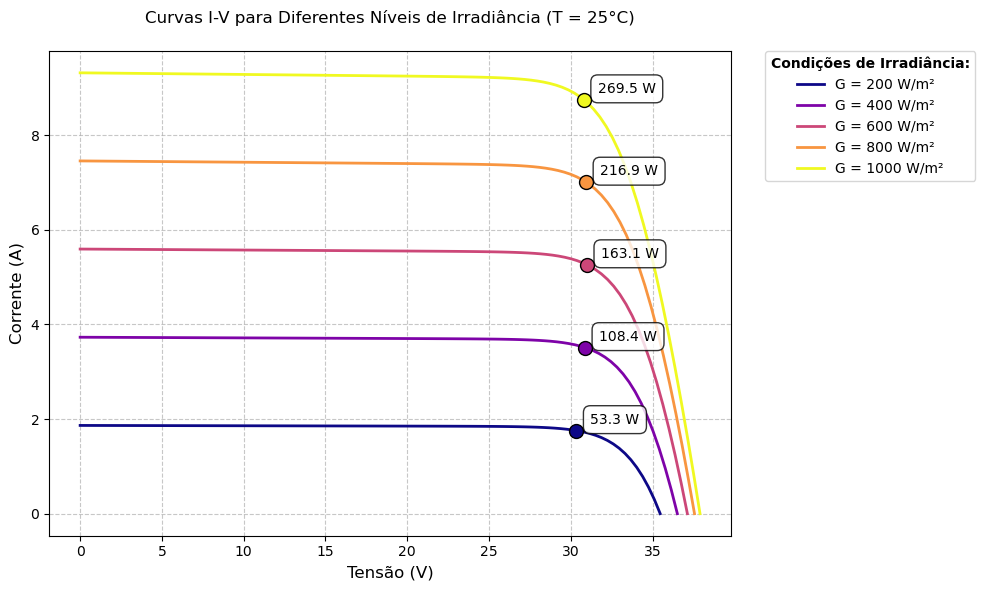 Curvas I-V para Diferentes Níveis de Irradiância (T = 25°C)
Condições de Irradiância:
G = 200 W/m²
G = 400 W/m²
G = 600 W/m²
G = 800 W/m²
G = 1000 W/m²
269.5 W
216.9 W
163.1 W
108.4 W
53.3 W
Corrente (A)
8
6
4
2
0
0 5 10 15 20 25 30 35
Tensão (V)